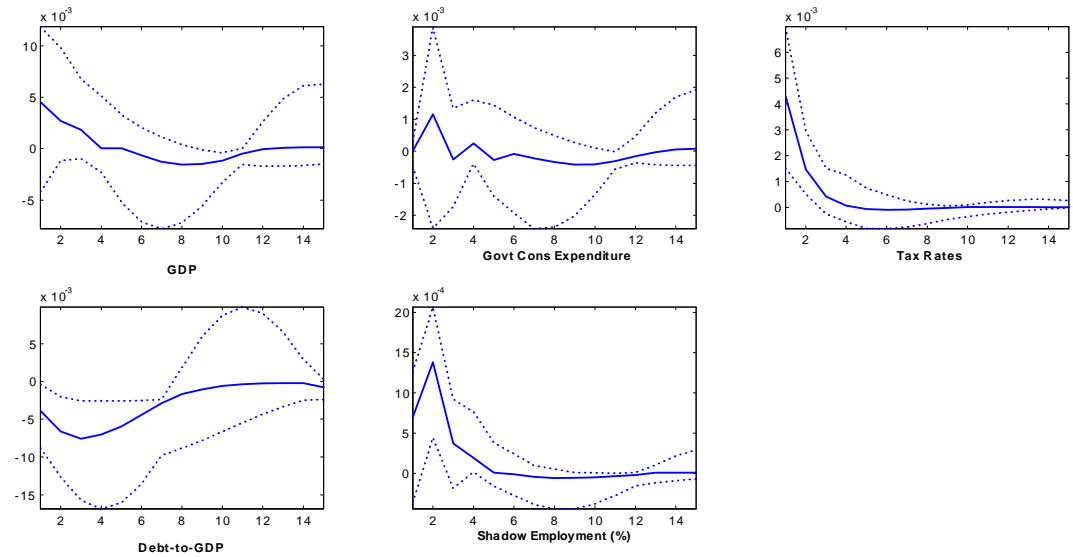 x 10-3
10
5
0
-5
2 4 6 8 10 12 14
GDP
x 10-3
3
2
1
0
-1
-2
2 4 6 8 10 12 14
Govt Cons Expenditure
x 10-3
6
5
4
3
2
1
0
2 4 6 8 10 12 14
Tax Rates
x 10-3
5
0
-5
-10
-15
2 4 6 8 10 12 14
Debt-to-GDP
x 10-4
20
15
10
5
0
2 4 6 8 10 12 14
Shadow Employment (%)